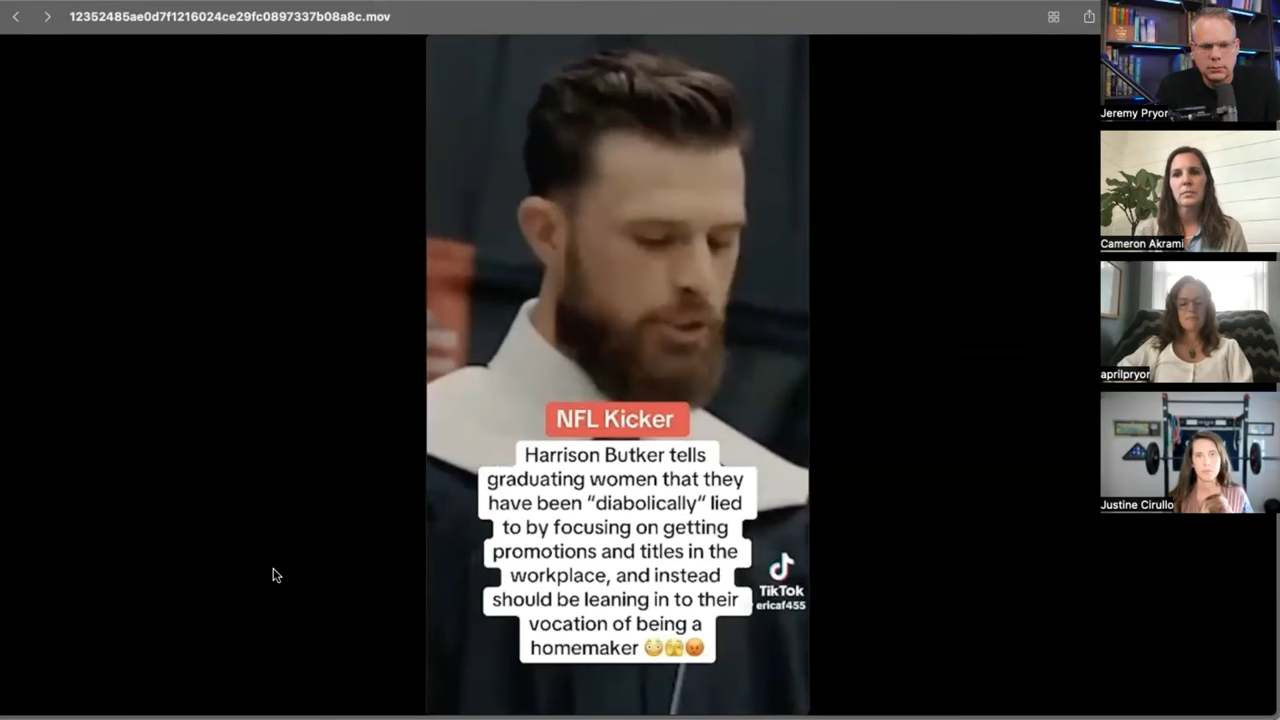 12352485ae0d7f1216024ce29fc0897337b08a8c.mov
NFL Kicker
Harrison Butker tells
graduating women that they
have been “diabolically” lied
to by focusing on getting
promotions and titles in the
workplace, and instead
should be leaning in to their
vocation of being a
homemaker 😳🫣😡
TikTok
ericaf455
Jeremy Pryor
Cameron Akrami
aprilpryor
Justine Cirullo